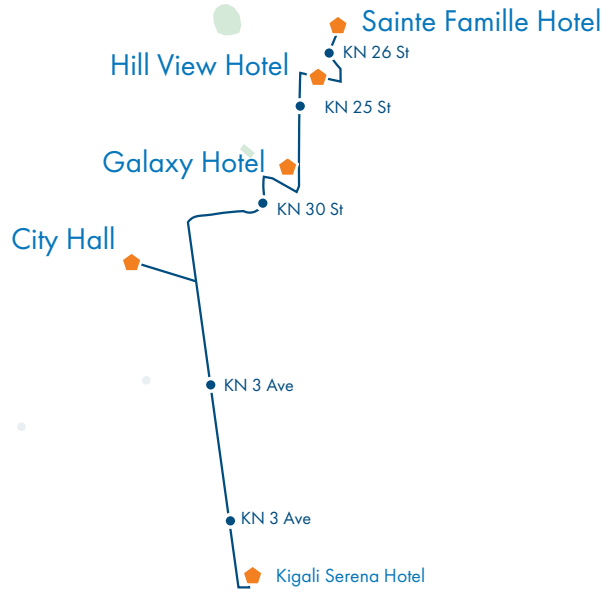 Sainte Famille Hotel
KN 26 St
Hill View Hotel
KN 25 St
Galaxy Hotel
KN 30 St
City Hall
KN 3 Ave
KN 3 Ave
Kigali Serena Hotel